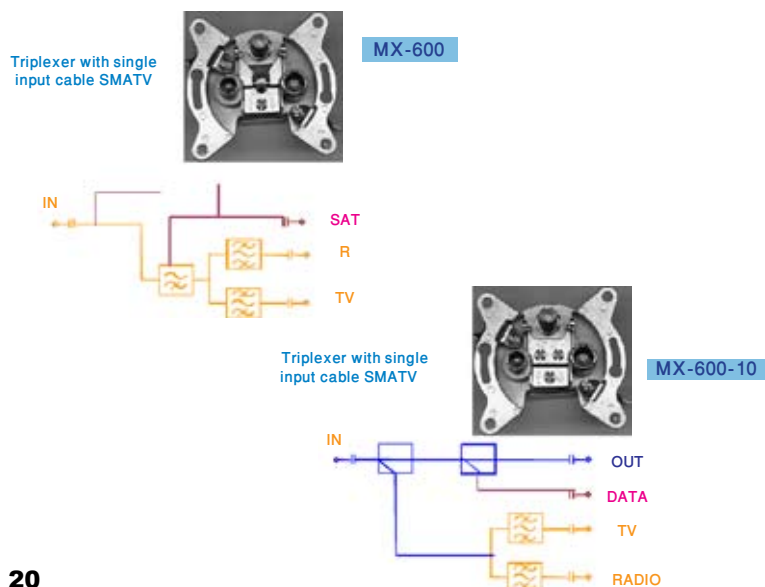 MX-600
Triplexer with single
input cable SMATV
IN
SAT
R
TV
Triplexer with single
input cable SMATV
MX-600-10
IN
OUT
DATA
TV
RADIO
20